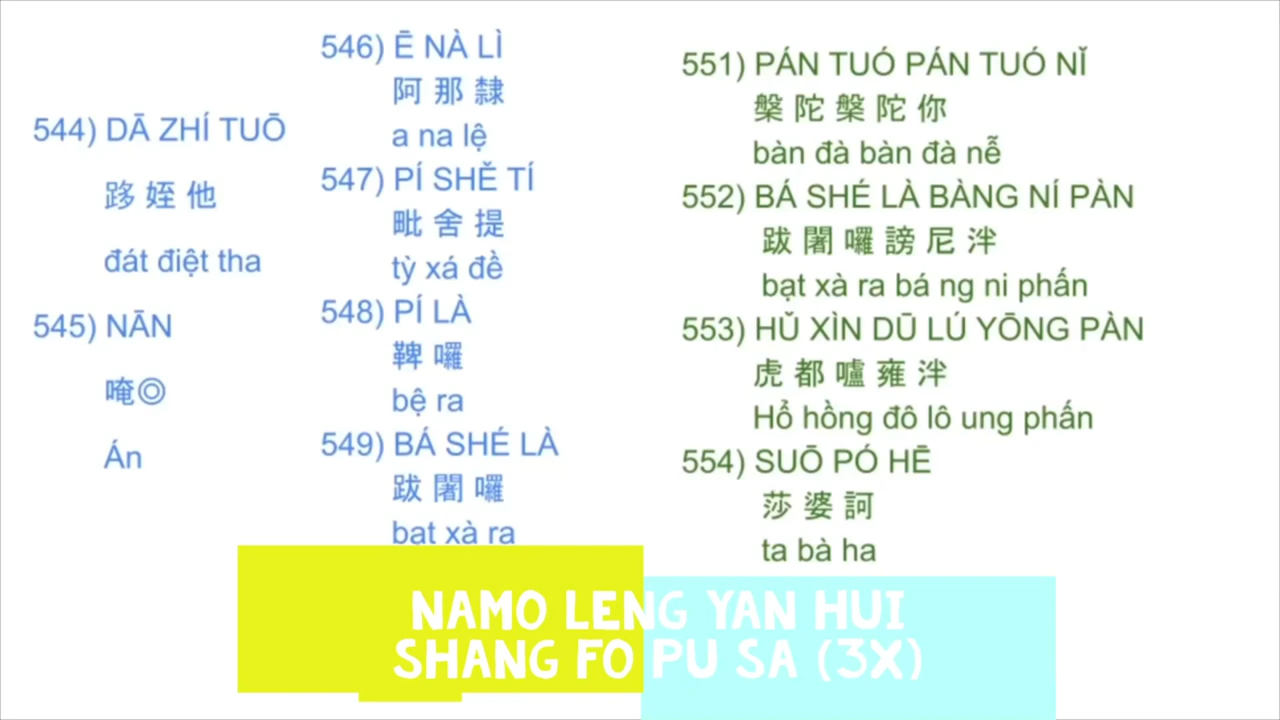 544) DĀ ZHÍ TUŌ
跢 姪 他
đát điệt tha
545) NĀN
唵◎
Án
546) Ē NÀ LÌ
阿 那 隸
a na lệ
547) PÍ SHĚ TÍ
毗 舍 提
tỳ xá đề
548) PÍ LÀ
鞞 囉
bệ ra
549) BÁ SHÉ LÀ
跋 闍 囉
bạt xà ra
551) PÁN TUÓ PÁN TUÓ NǏ
槃 陀 槃 陀 你
bàn đà bàn đà nễ
552) BÁ SHÉ LÀ BÀNG NÍ PÀN
跋 闍 囉 謗 尼 泮
bạt xà ra bá ng ni phấn
553) HǓ XÌN DŪ LÚ YŌNG PÀN
虎 都 嚧 雍 泮
Hổ hồng đô lô ung phấn
554) SUŌ PÓ HĒ
莎 婆 訶
ta bà ha
NAMO LENG YAN HUI
SHANG FO PU SA (3X)